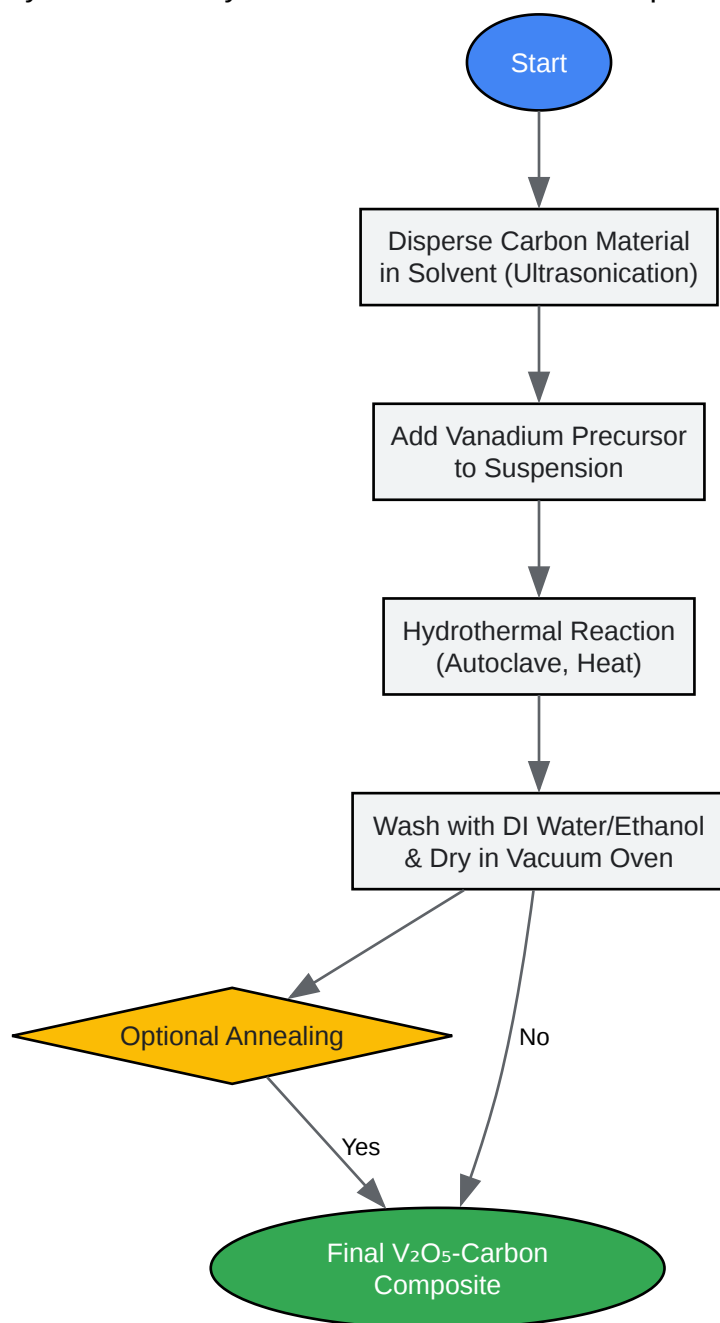 Start
Disperse Carbon Material
in Solvent (Ultrasonication)
Add Vanadium Precursor
to Suspension
Hydrothermal Reaction
(Autoclave, Heat)
Wash with DI Water/Ethanol
& Dry in Vacuum Oven
Optional Annealing
No
Yes
Final V₂O₅-Carbon
Composite